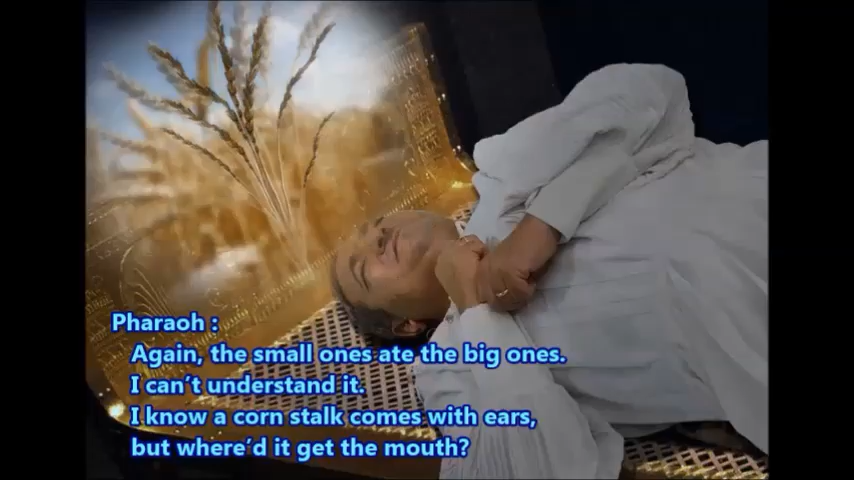 Pharaoh :
Again, the small ones ate the big ones.
I can't understand it.
I know a corn stalk comes with ears,
but where'd it get the mouth?